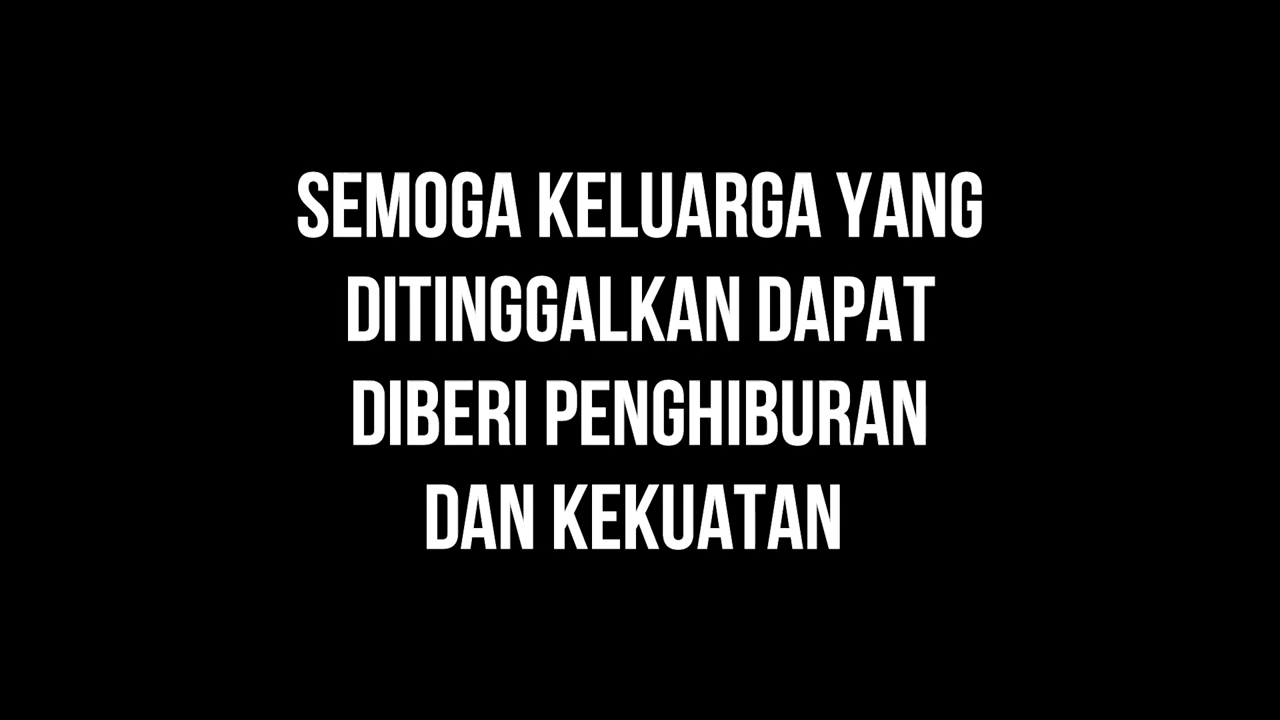 SEMOGA KELUARGA YANG
DITINGGALKAN DAPAT
DIBERI PENGHIBURAN
DAN KEKUATAN